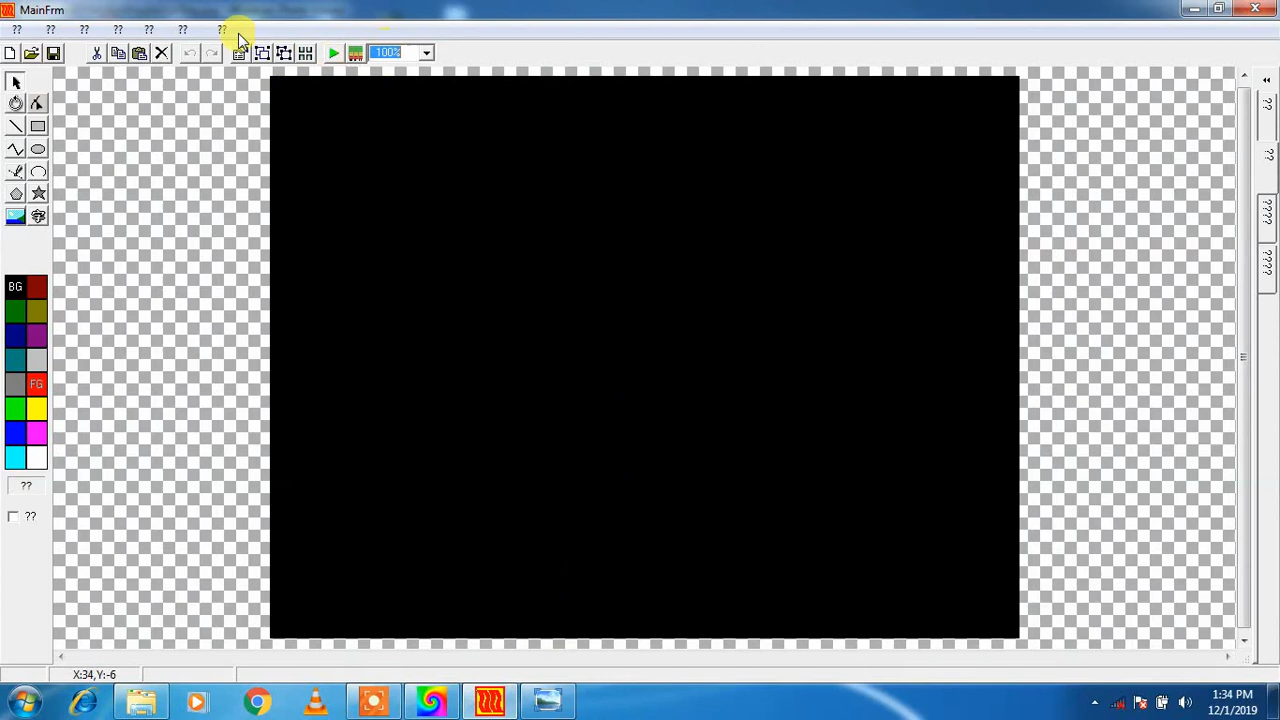 MainFrm
?? ?? ?? ?? ?? ?? ??
100%
??
??
????
????
BG
FG
??
??
X:34,Y:-6
1:34 PM
12/1/2019